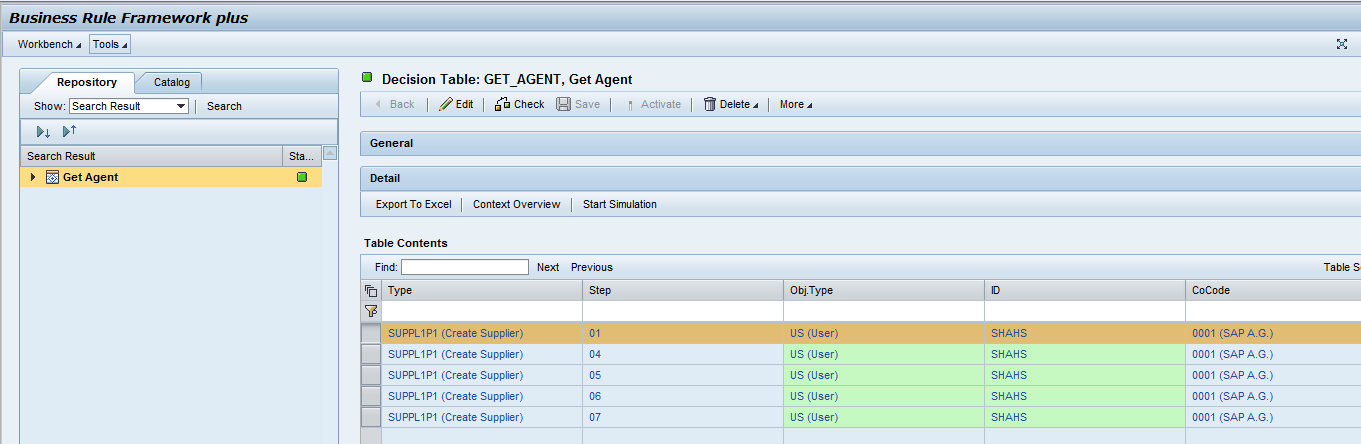 Business Rule Framework plus
Workbench Tools
Repository Catalog
Show: Search Result Search
Search Result Sta...
Get Agent
Decision Table: GET_AGENT, Get Agent
Back Edit Check Save Activate Delete More
General
Detail
Export To Excel Context Overview Start Simulation
Table Contents
Find: Next Previous Table
Type Step Obj.Type ID CoCode
SUPPL1P1 (Create Supplier) 01 US (User) SHAHS 0001 (SAP A.G.)
SUPPL1P1 (Create Supplier) 04 US (User) SHAHS 0001 (SAP A.G.)
SUPPL1P1 (Create Supplier) 05 US (User) SHAHS 0001 (SAP A.G.)
SUPPL1P1 (Create Supplier) 06 US (User) SHAHS 0001 (SAP A.G.)
SUPPL1P1 (Create Supplier) 07 US (User) SHAHS 0001 (SAP A.G.)